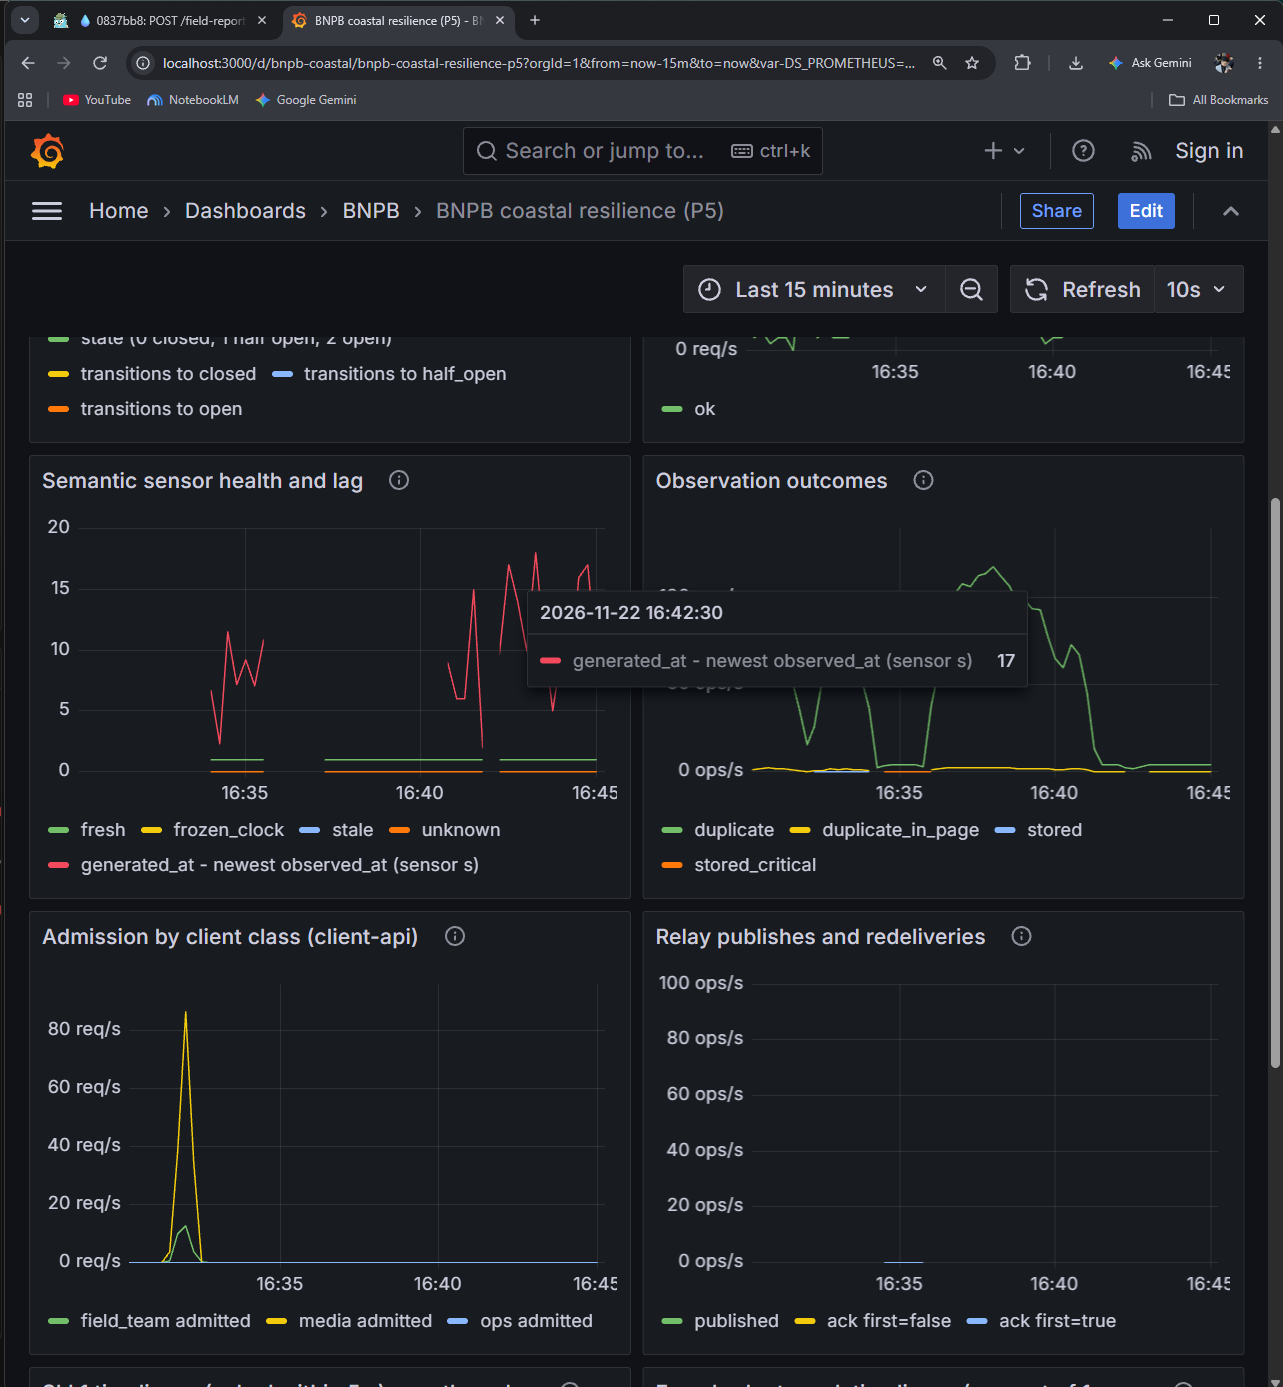 0837bb8: POST /field-report
BNPB coastal resilience (P5) - BN
localhost:3000/d/bnpb-coastal/bnpb-coastal-resilience-p5?orgId=1&from=now-15m&to=now&var-DS_PROMETHEUS=...
Ask Gemini
YouTube
NotebookLM
Google Gemini
All Bookmarks
Search or jump to...
ctrl+k
Sign in
Home
Dashboards
BNPB
BNPB coastal resilience (P5)
Share
Edit
Last 15 minutes
Refresh
10s
state (0 closed, 1 half open, 2 open)
transitions to closed
transitions to half_open
transitions to open
0 req/s
16:35
16:40
16:45
ok
Semantic sensor health and lag
20
15
10
5
0
16:35
16:40
16:45
fresh
frozen_clock
stale
unknown
generated_at - newest observed_at (sensor s)
Observation outcomes
2026-11-22 16:42:30
generated_at - newest observed_at (sensor s) 17
0 ops/s
16:35
16:40
16:45
duplicate
duplicate_in_page
stored
stored_critical
Admission by client class (client-api)
80 req/s
60 req/s
40 req/s
20 req/s
0 req/s
16:35
16:40
16:45
field_team admitted
media admitted
ops admitted
Relay publishes and redeliveries
100 ops/s
80 ops/s
60 ops/s
40 ops/s
20 ops/s
0 ops/s
16:35
16:40
16:45
published
ack first=false
ack first=true